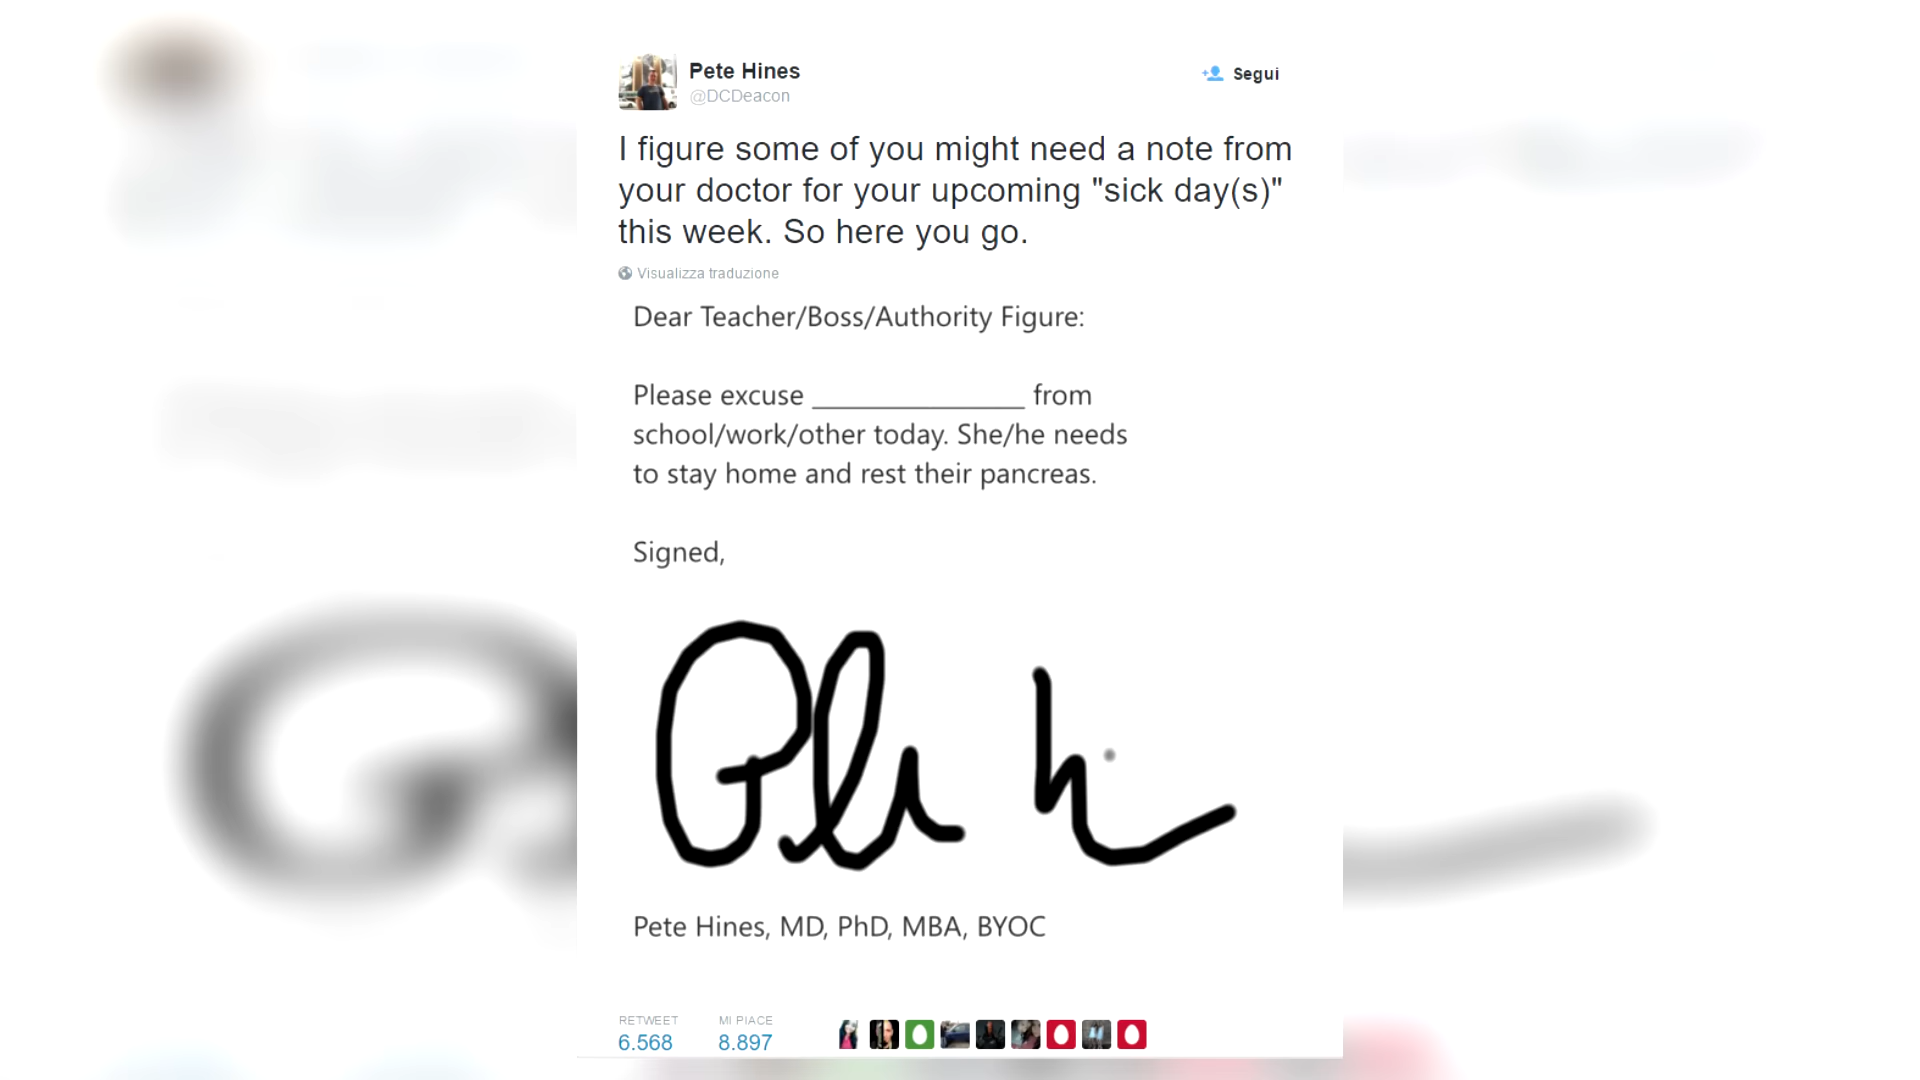 Pete Hines
@DCDeacon
Segui
I figure some of you might need a note from
your doctor for your upcoming "sick day(s)"
this week. So here you go.
Visualizza traduzione
Dear Teacher/Boss/Authority Figure:
Please excuse _______________ from
school/work/other today. She/he needs
to stay home and rest their pancreas.
Signed,
Pete Hines, MD, PhD, MBA, BYOC
RETWEET MI PIACE
6.568 8.897